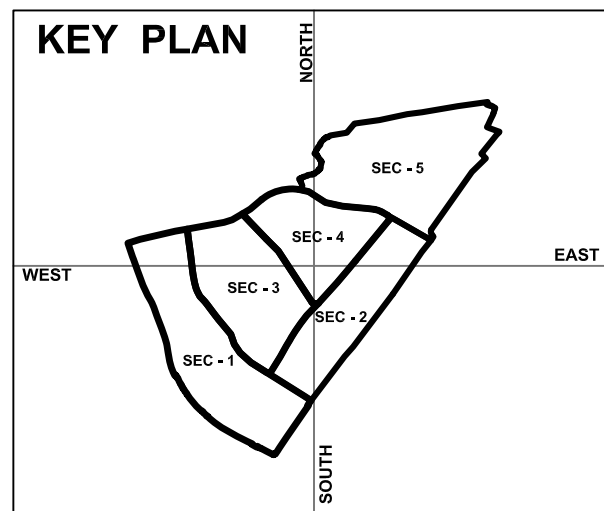 KEY PLAN
NORTH
SEC - 5
SEC - 4
EAST
WEST
SEC - 3
SEC - 2
SEC - 1
SOUTH